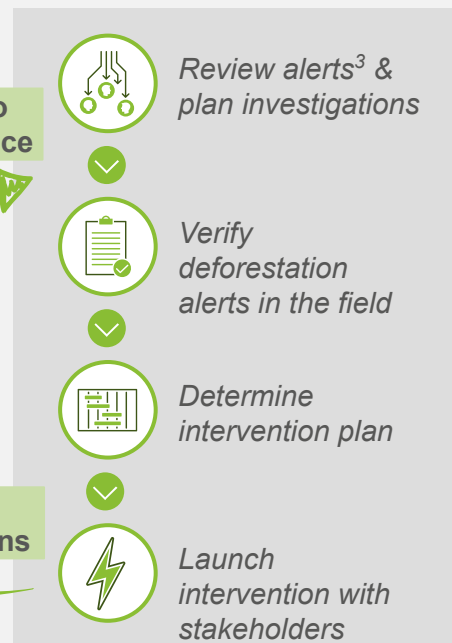 Review alerts³ &
plan investigations
Verify
deforestation
alerts in the field
Determine
intervention plan
Launch
intervention with
stakeholders